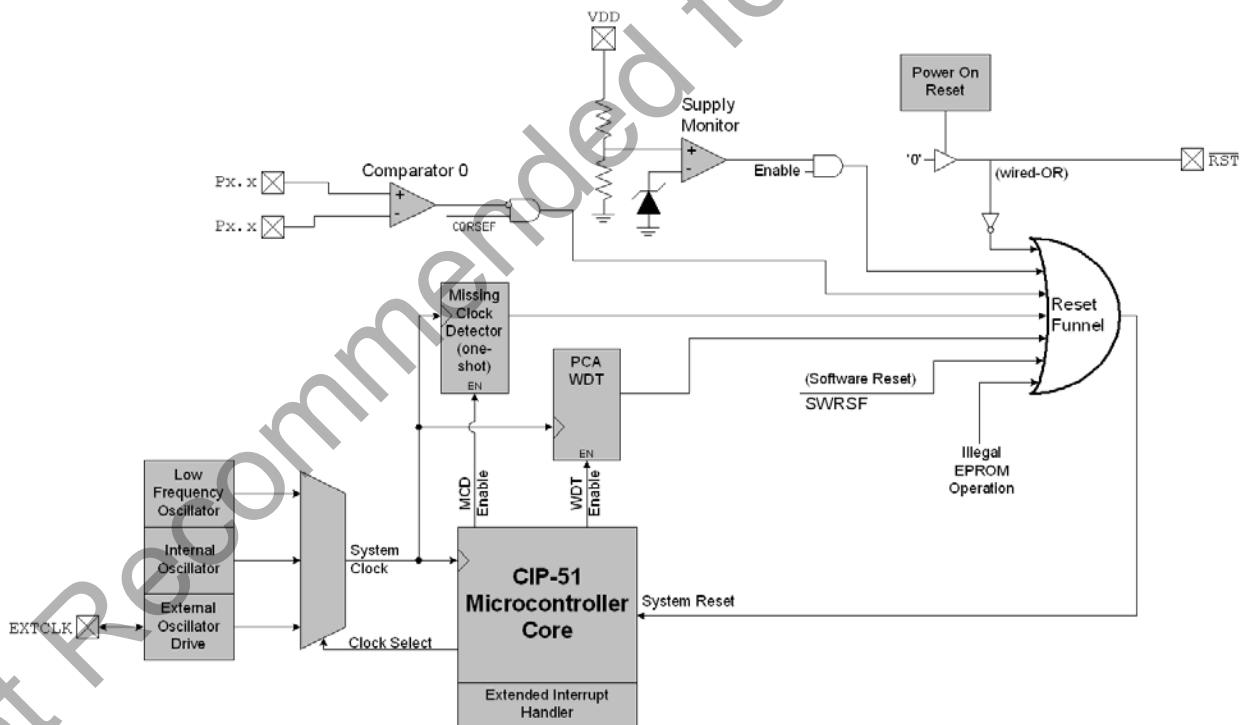 VDD
Power On
Reset
Supply
Monitor
+
-
Enable
'0'
(wired-OR)
RST
Comparator 0
Px.x
Px.x
+
-
C0RSEF
Missing
Clock
Detector
(one-
shot)
EN
PCA
WDT
EN
Reset
Funnel
(Software Reset)
SWRSF
Illegal
EPROM
Operation
Low
Frequency
Oscillator
Internal
Oscillator
External
Oscillator
Drive
EXTCLK
System
Clock
Clock Select
MCD
Enable
WDT
Enable
CIP-51
Microcontroller
Core
System Reset
Extended Interrupt
Handler
Recommended fo